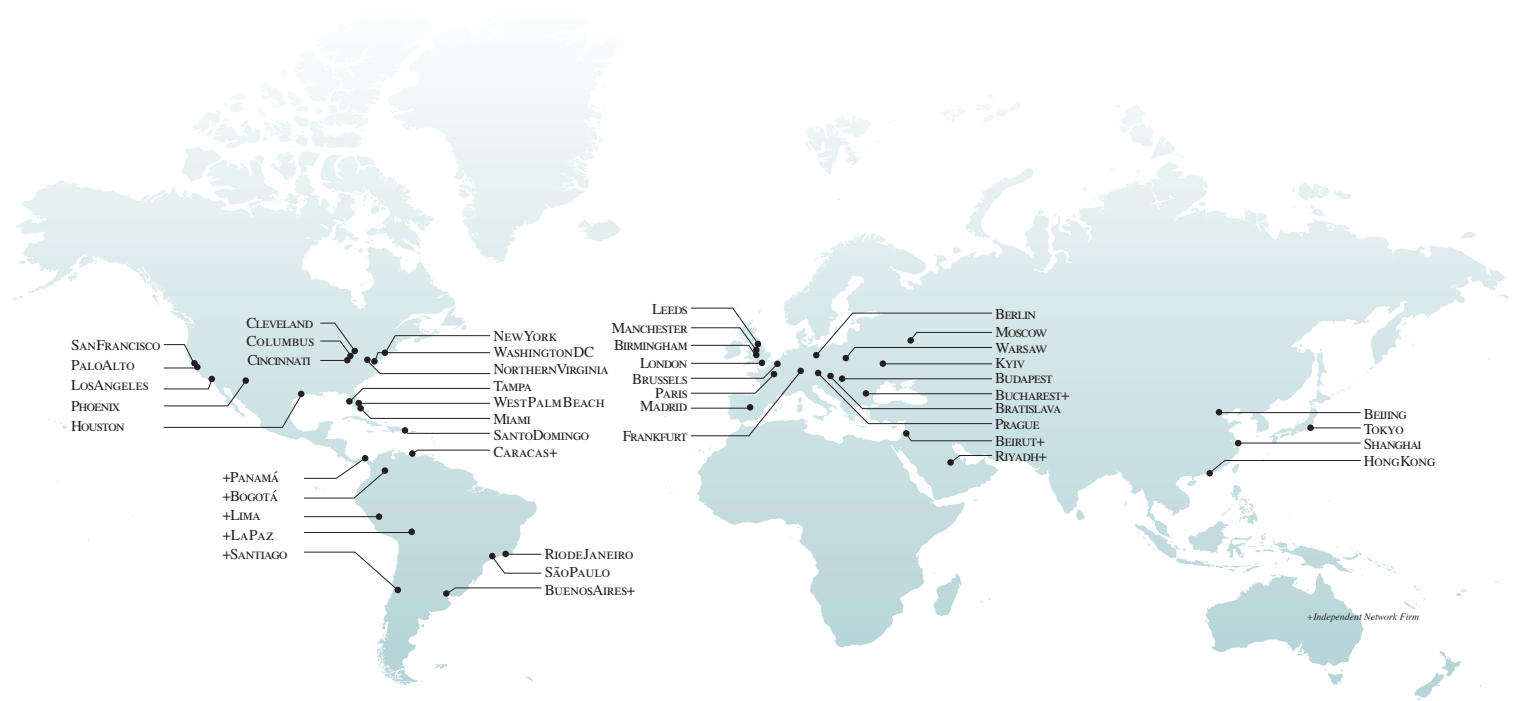 SANFRANCISCO
PALOALTO
LOSANGELES
PHOENIX
HOUSTON
CLEVELAND
COLUMBUS
CINCINNATI
NEWYORK
WASHINGTONDC
NORTHERNVIRGINIA
TAMPA
WESTPALMBEACH
MIAMI
SANTODOMINGO
CARACAS+
+PANAMÁ
+BOGOTÁ
+LIMA
+LAPAZ
+SANTIAGO
RIODEJANEIRO
SÃOPAULO
BUENOSAIRES+
LEEDS
MANCHESTER
BIRMINGHAM
LONDON
BRUSSELS
PARIS
MADRID
FRANKFURT
BERLIN
MOSCOW
WARSAW
KYIV
BUDAPEST
BUCHAREST+
BRATISLAVA
PRAGUE
BEIRUT+
RIYADH+
BEIJING
TOKYO
SHANGHAI
HONGKONG
+Independent Network Firm